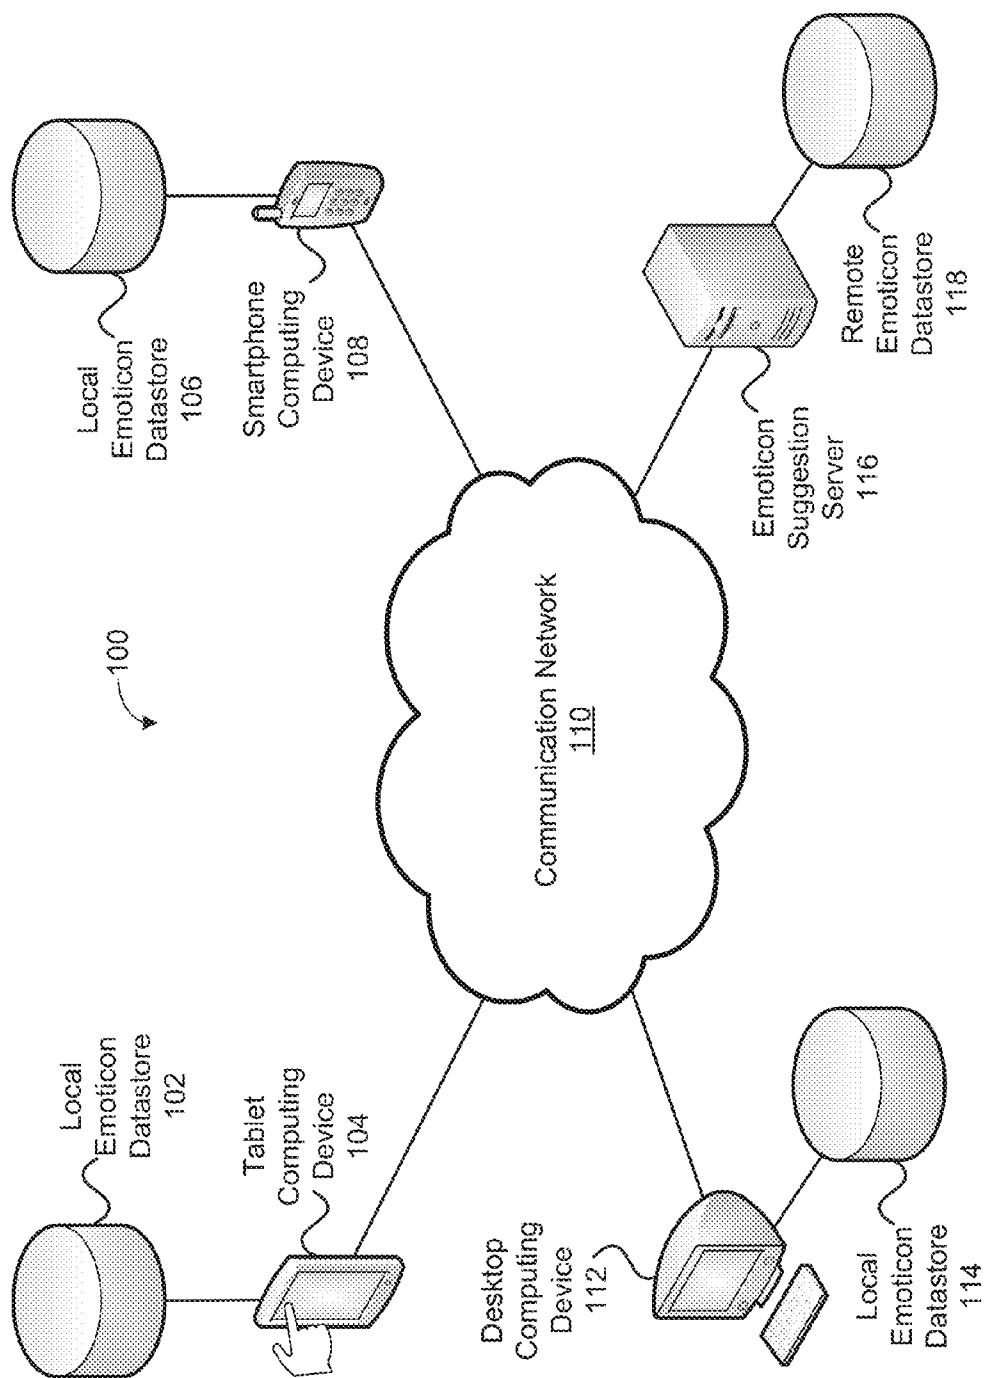 100
Local
Emoticon
Datastore
102
Tablet
Computing
Device
104
Local
Emoticon
Datastore
106
Smartphone
Computing
Device
108
Communication Network
110
Desktop
Computing
Device
112
Local
Emoticon
Datastore
114
Emoticon
Suggestion
Server
116
Remote
Emoticon
Datastore
118